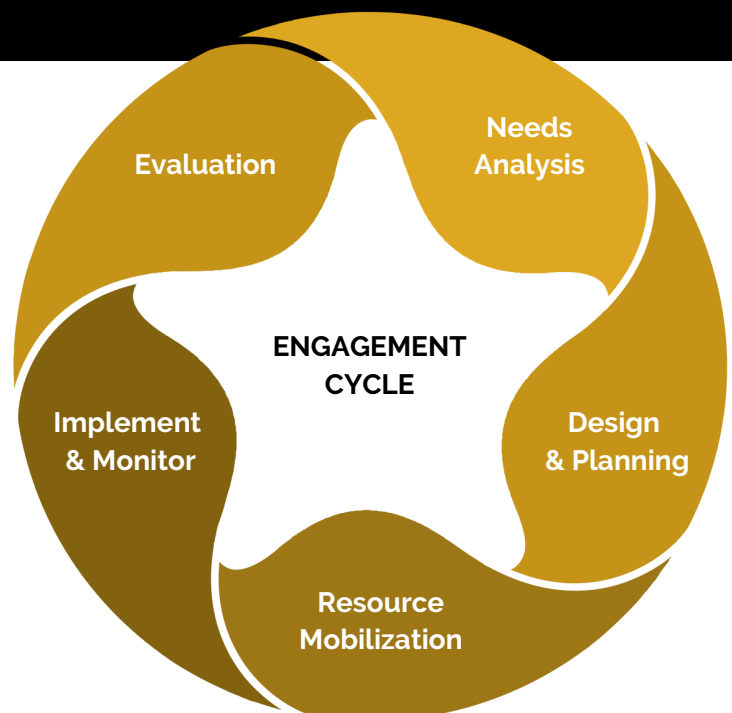 Needs
Analysis
Evaluation
ENGAGEMENT
CYCLE
Implement
& Monitor
Design
& Planning
Resource
Mobilization